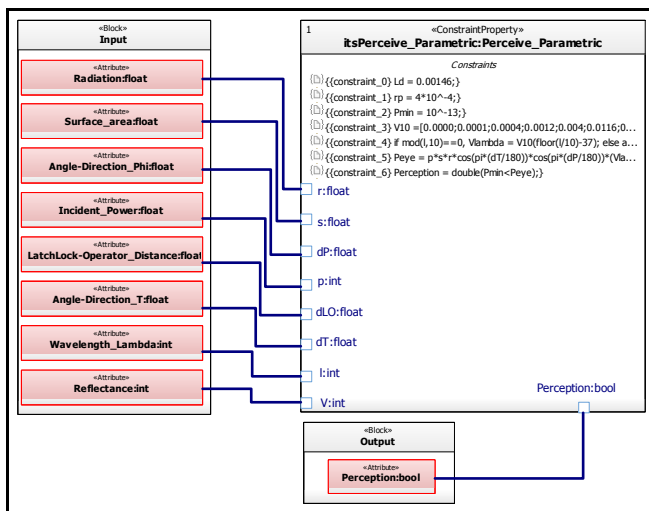 «Block»
Input
«Attribute»
Radiation:float
«Attribute»
Surface_area:float
«Attribute»
Angle-Direction_Phi:float
«Attribute»
Incident_Power:float
«Attribute»
LatchLock-Operator_Distance:float
«Attribute»
Angle-Direction_T:float
«Attribute»
Wavelength_Lambda:int
«Attribute»
Reflectance:int
1
«ConstraintProperty»
itsPerceive_Parametric:Perceive_Parametric
Constraints
{{constraint_0} Ld = 0.00146;}
{{constraint_1} rp = 4*10^-4;}
{{constraint_2} Pmin = 10^-13;}
{{constraint_3} V10 =[0.0000;0.0001;0.0004;0.0012;0.004;0.0116;0...
{{constraint_4} if mod(l,10)==0, Vlambda = V10(floor(l/10)-37); else a...
{{constraint_5} Peye = p*s*r*cos(pi*(dT/180))*cos(pi*(dP/180))*(Vla...
{{constraint_6} Perception = double(Pmin<Peye);}
r:float
s:float
dP:float
p:int
dLO:float
dT:float
l:int
V:int
Perception:bool
«Block»
Output
«Attribute»
Perception:bool